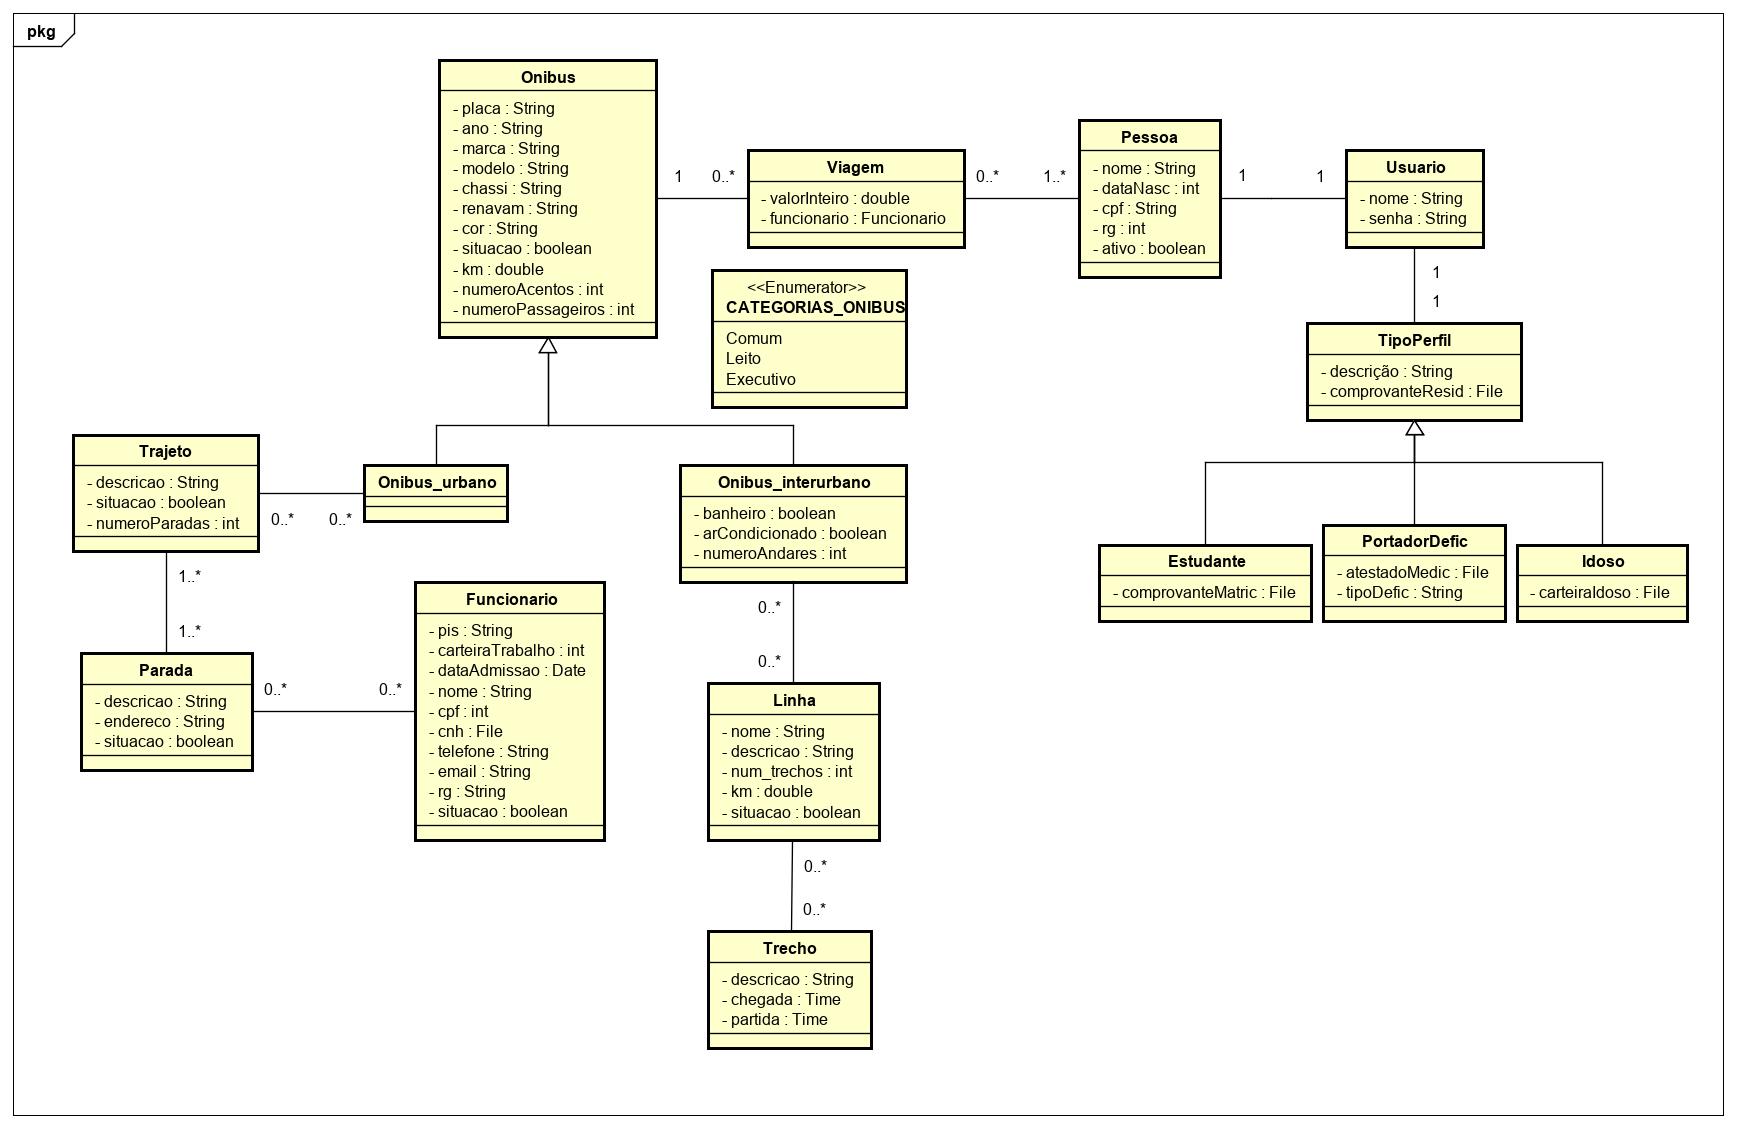 pkg
Onibus
- placa : String
- ano : String
- marca : String
- modelo : String
- chassi : String
- renavam : String
- cor : String
- situacao : boolean
- km : double
- numeroAcentos : int
- numeroPassageiros : int
1
0..*
Viagem
- valorInteiro : double
- funcionario : Funcionario
0..*
1..*
Pessoa
- nome : String
- dataNasc : int
- cpf : String
- rg : int
- ativo : boolean
1
1
Usuario
- nome : String
- senha : String
1
1
<<Enumerator>>
CATEGORIAS_ONIBUS
Comum
Leito
Executivo
TipoPerfil
- descrição : String
- comprovanteResid : File
Trajeto
- descricao : String
- situacao : boolean
- numeroParadas : int
0..*
0..*
Onibus_urbano
Onibus_interurbano
- banheiro : boolean
- arCondicionado : boolean
- numeroAndares : int
Estudante
- comprovanteMatric : File
PortadorDefic
- atestadoMedic : File
- tipoDefic : String
Idoso
- carteiraIdoso : File
1..*
1..*
Funcionario
- pis : String
- carteiraTrabalho : int
- dataAdmissao : Date
- nome : String
- cpf : int
- cnh : File
- telefone : String
- email : String
- rg : String
- situacao : boolean
0..*
0..*
Parada
- descricao : String
- endereco : String
- situacao : boolean
0..*
0..*
Linha
- nome : String
- descricao : String
- num_trechos : int
- km : double
- situacao : boolean
0..*
0..*
Trecho
- descricao : String
- chegada : Time
- partida : Time